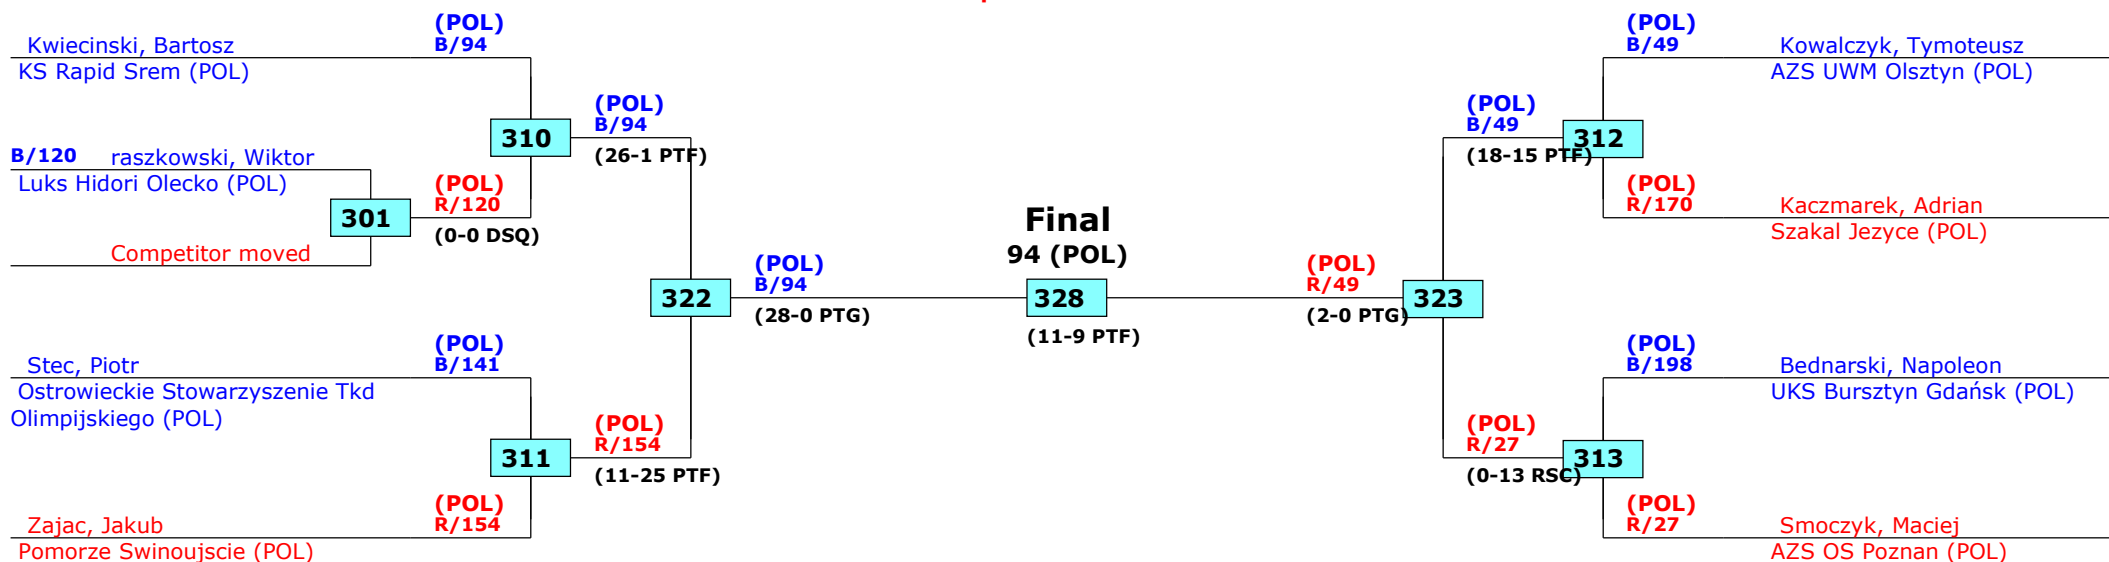 (POL)
B/94
Kwiecinski, Bartosz
KS Rapid Srem (POL)
B/120 raszkowski, Wiktor
Luks Hidori Olecko (POL)
301
Competitor moved
(POL)
R/120
(0-0 DSQ)
310
(POL)
B/94
(26-1 PTF)
Stec, Piotr
(POL)
B/141
Ostrowieckie Stowarzyszenie Tkd
Olimpijskiego (POL)
311
(POL)
R/154
(11-25 PTF)
Zajac, Jakub
(POL)
R/154
Pomorze Swinoujscie (POL)
322
(POL)
B/94
(28-0 PTG)
Final
94 (POL)
328
(11-9 PTF)
(POL)
R/49
(2-0 PTG)
323
(POL)
B/49
(18-15 PTF)
312
(POL)
B/49
Kowalczyk, Tymoteusz
AZS UWM Olsztyn (POL)
(POL)
R/170
Kaczmarek, Adrian
Szakal Jezyce (POL)
(POL)
R/27
(0-13 RSC)
313
(POL)
B/198
Bednarski, Napoleon
UKS Bursztyn Gdańsk (POL)
(POL)
R/27
Smoczyk, Maciej
AZS OS Poznan (POL)